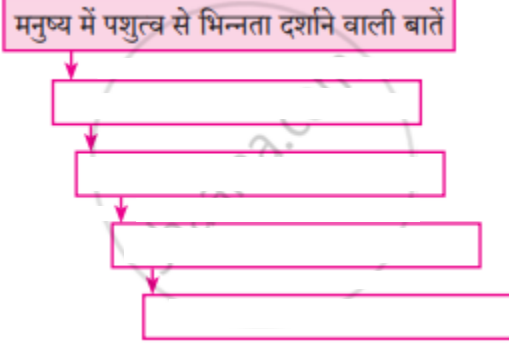 मनुष्य में पशुत्व से भिन्नता दर्शाने वाली बातें